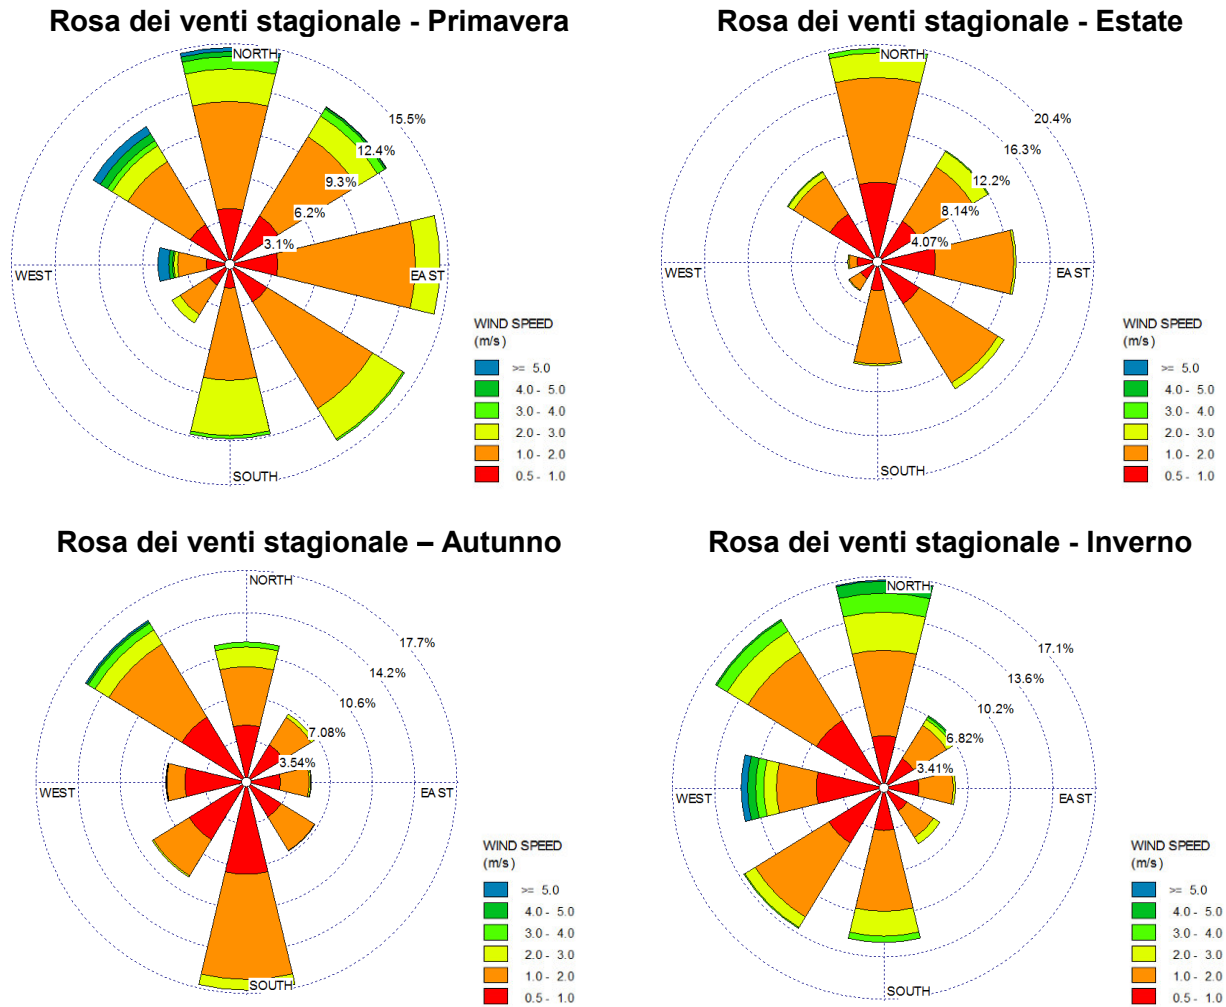 Rosa dei venti stagionale - Primavera
NORTH
15.5%
12.4%
9.3%
6.2%
3.1%
WEST
EAST
SOUTH
WIND SPEED
(m/s)
>= 5.0
4.0 - 5.0
3.0 - 4.0
2.0 - 3.0
1.0 - 2.0
0.5 - 1.0
Rosa dei venti stagionale - Estate
NORTH
20.4%
16.3%
12.2%
8.14%
4.07%
WEST
EAST
SOUTH
WIND SPEED
(m/s)
>= 5.0
4.0 - 5.0
3.0 - 4.0
2.0 - 3.0
1.0 - 2.0
0.5 - 1.0
Rosa dei venti stagionale – Autunno
NORTH
17.7%
14.2%
10.6%
7.08%
3.54%
WEST
EAST
SOUTH
WIND SPEED
(m/s)
>= 5.0
4.0 - 5.0
3.0 - 4.0
2.0 - 3.0
1.0 - 2.0
0.5 - 1.0
Rosa dei venti stagionale - Inverno
NORTH
17.1%
13.6%
10.2%
6.82%
3.41%
WEST
EAST
SOUTH
WIND SPEED
(m/s)
>= 5.0
4.0 - 5.0
3.0 - 4.0
2.0 - 3.0
1.0 - 2.0
0.5 - 1.0